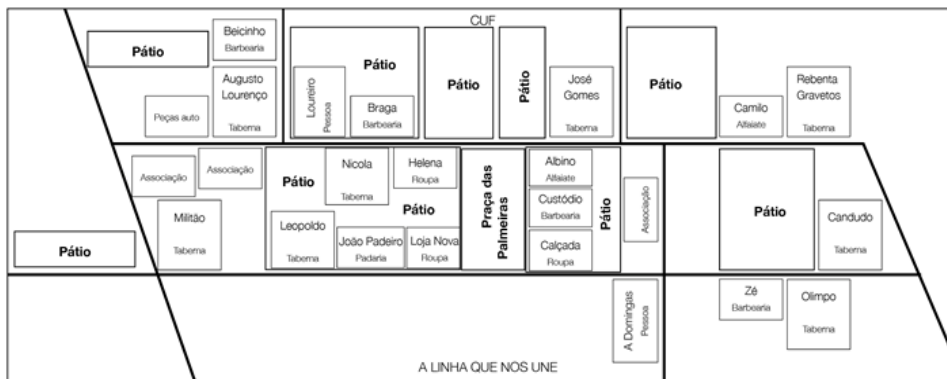 CUF
Pátio
Beicinho
Barbearia
Augusto
Lourenço
Taberna
Peças auto
Pátio
Loureiro
Pessoa
Braga
Barbearia
Pátio
Pátio
José
Gomes
Taberna
Pátio
Camilo
Alfaiate
Rebenta
Gravetos
Taberna
Associação
Associação
Militão
Taberna
Pátio
Pátio
Nicola
Taberna
Helena
Roupa
Pátio
Leopoldo
Taberna
João Padeiro
Padaria
Loja Nova
Roupa
Praça das
Palmeiras
Albino
Alfaiate
Custódio
Barbearia
Calçada
Roupa
Pátio
Associação
Pátio
Candudo
Taberna
A Domingas
Pessoa
Zé
Barbearia
Olimpo
Taberna
A LINHA QUE NOS UNE